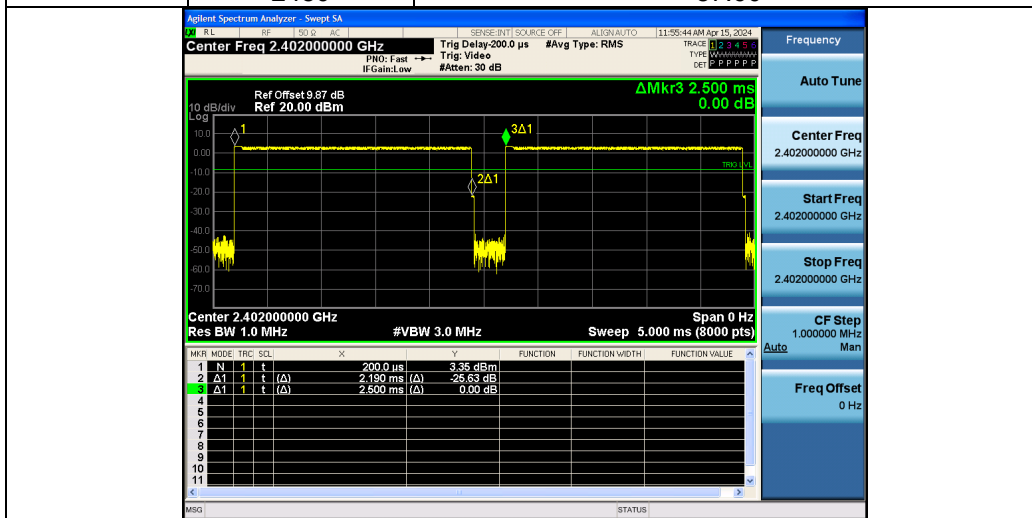 Agilent Spectrum Analyzer - Swept SA
LXI RL RF 50 Ω AC SENSE:INT SOURCE OFF ALIGN AUTO 11:55:44 AM Apr 15, 2024
Center Freq 2.402000000 GHz
PNO: Fast
IFGain:Low
Trig Delay-200.0 µs
Trig: Video
#Atten: 30 dB
#Avg Type: RMS
TRACE 1 2 3 4 5 6
TYPE
DET P P P P P P
Frequency
Auto Tune
Center Freq
2.402000000 GHz
Start Freq
2.402000000 GHz
Stop Freq
2.402000000 GHz
CF Step
1.000000 MHz
Auto Man
Freq Offset
0 Hz
ΔMkr3 2.500 ms
0.00 dB
Ref Offset 9.87 dB
10 dB/div Ref 20.00 dBm
Log
10.0
0.00
-10.0
-20.0
-30.0
-40.0
-50.0
-60.0
-70.0
1
2Δ1
3Δ1
TRIG LVL
Center 2.402000000 GHz Span 0 Hz
Res BW 1.0 MHz #VBW 3.0 MHz Sweep 5.000 ms (8000 pts)
MKR MODE TRC SCL X Y FUNCTION FUNCTION WIDTH FUNCTION VALUE
1 N 1 t 200.0 µs 3.35 dBm
2 Δ1 1 t (Δ) 2.190 ms (Δ) -25.63 dB
3 Δ1 1 t (Δ) 2.500 ms (Δ) 0.00 dB
4
5
6
7
8
9
10
11
MSG STATUS